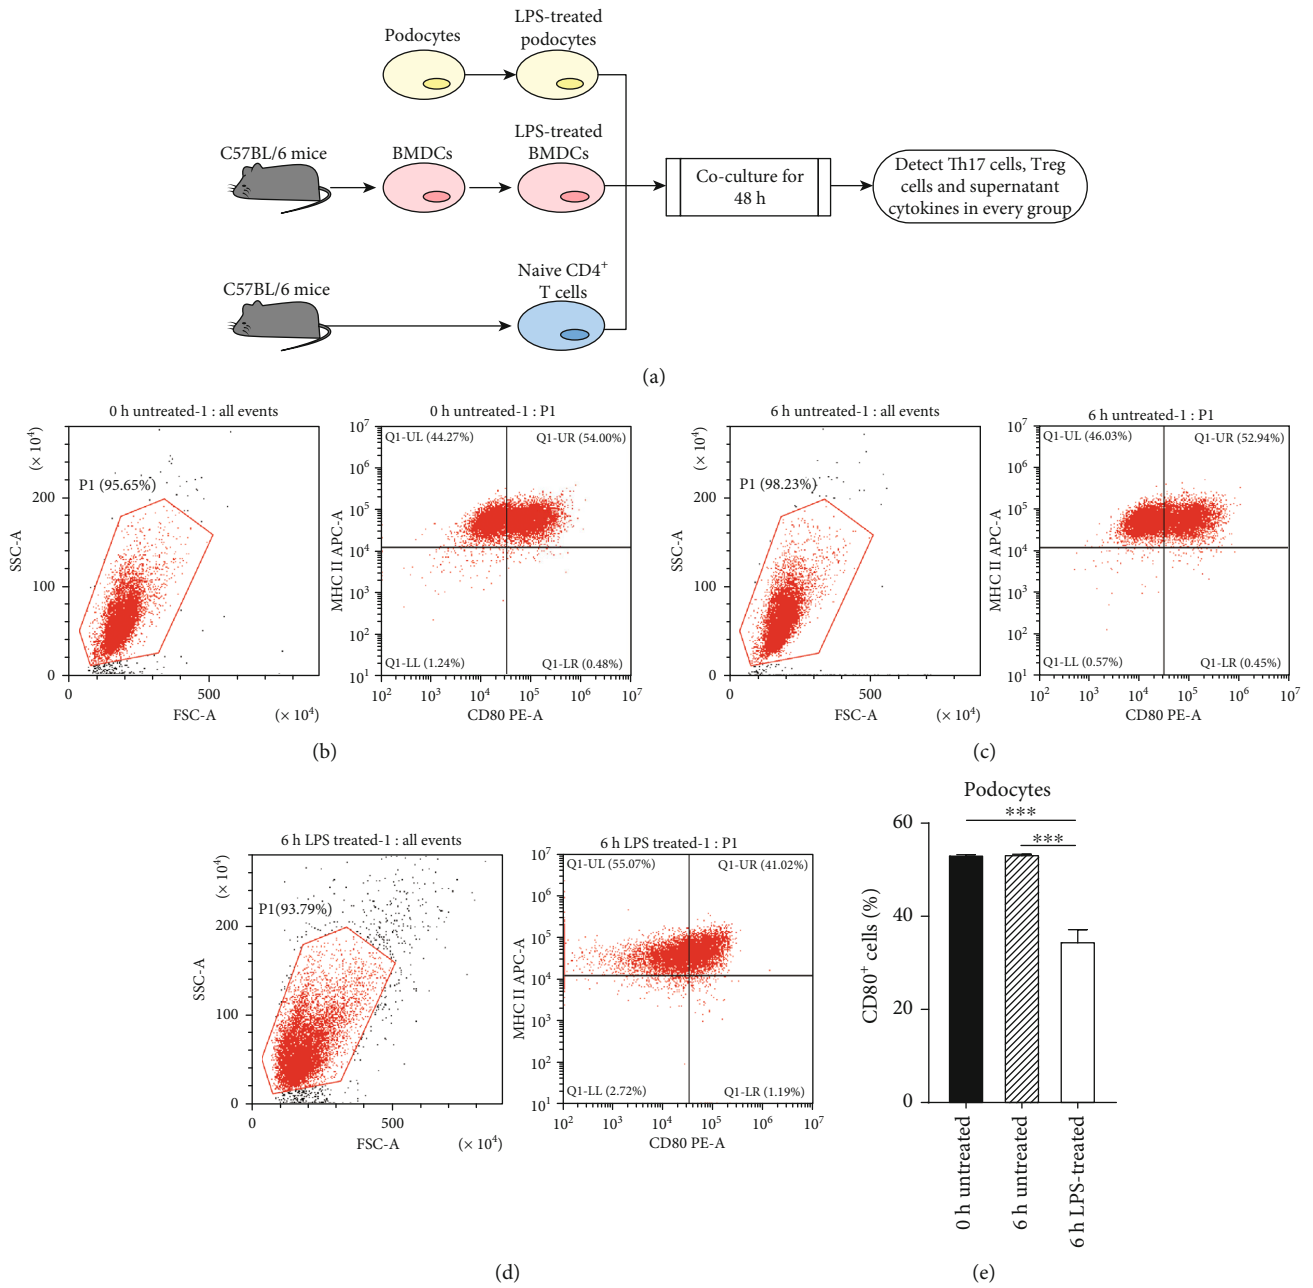 Podocytes
LPS-treated
podocytes
C57BL/6 mice
BMDCs
LPS-treated
BMDCs
Co-culture for
48 h
Detect Th17 cells, Treg
cells and supernatant
cytokines in every group
C57BL/6 mice
Naive CD4+
T cells
(a)
0 h untreated-1 : all events
(× 10⁴)
SSC-A
200
100
0
P1 (95.65%)
0
500
FSC-A
(× 10⁴)
0 h untreated-1 : P1
MHC II APC-A
10⁷
10⁶
10⁵
10⁴
10³
10²
10¹
Q1-UL (44.27%)
Q1-UR (54.00%)
Q1-LL (1.24%)
Q1-LR (0.48%)
10²
10³
10⁴
10⁵
10⁶
10⁷
CD80 PE-A
(b)
6 h untreated-1 : all events
(× 10⁴)
SSC-A
200
100
0
P1 (98.23%)
0
500
FSC-A
(× 10⁴)
6 h untreated-1 : P1
MHC II APC-A
10⁷
10⁶
10⁵
10⁴
10³
10²
10¹
Q1-UL (46.03%)
Q1-UR (52.94%)
Q1-LL (0.57%)
Q1-LR (0.45%)
10²
10³
10⁴
10⁵
10⁶
10⁷
CD80 PE-A
(c)
6 h LPS treated-1 : all events
(× 10⁴)
SSC-A
200
100
0
P1(93.79%)
0
500
FSC-A
(× 10⁴)
6 h LPS treated-1 : P1
MHC II APC-A
10⁷
10⁶
10⁵
10⁴
10³
10²
10¹
Q1-UL (55.07%)
Q1-UR (41.02%)
Q1-LL (2.72%)
Q1-LR (1.19%)
10²
10³
10⁴
10⁵
10⁶
10⁷
CD80 PE-A
(d)
Podocytes
***
***
CD80+ cells (%)
60
40
20
0
0 h untreated
6 h untreated
6 h LPS-treated
(e)